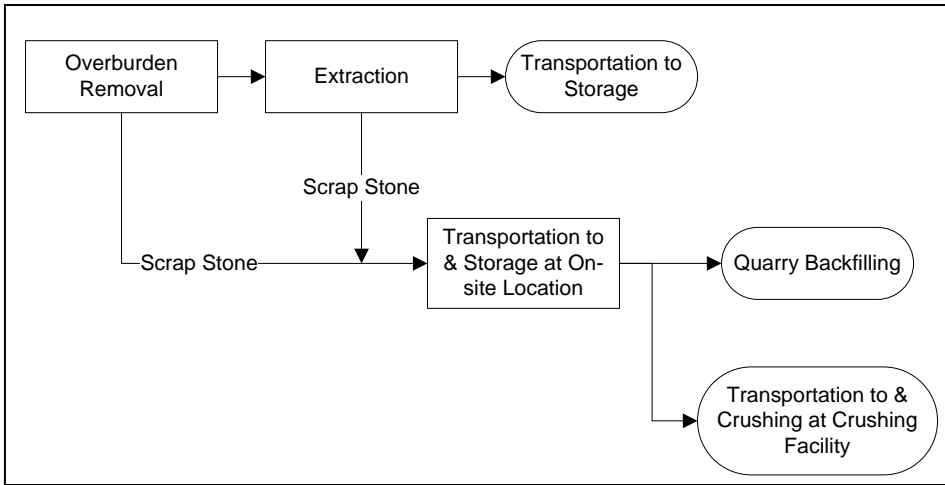 Overburden
Removal
Extraction
Transportation to
Storage
Scrap Stone
Scrap Stone
Transportation to
& Storage at On-
site Location
Quarry Backfilling
Transportation to &
Crushing at Crushing
Facility